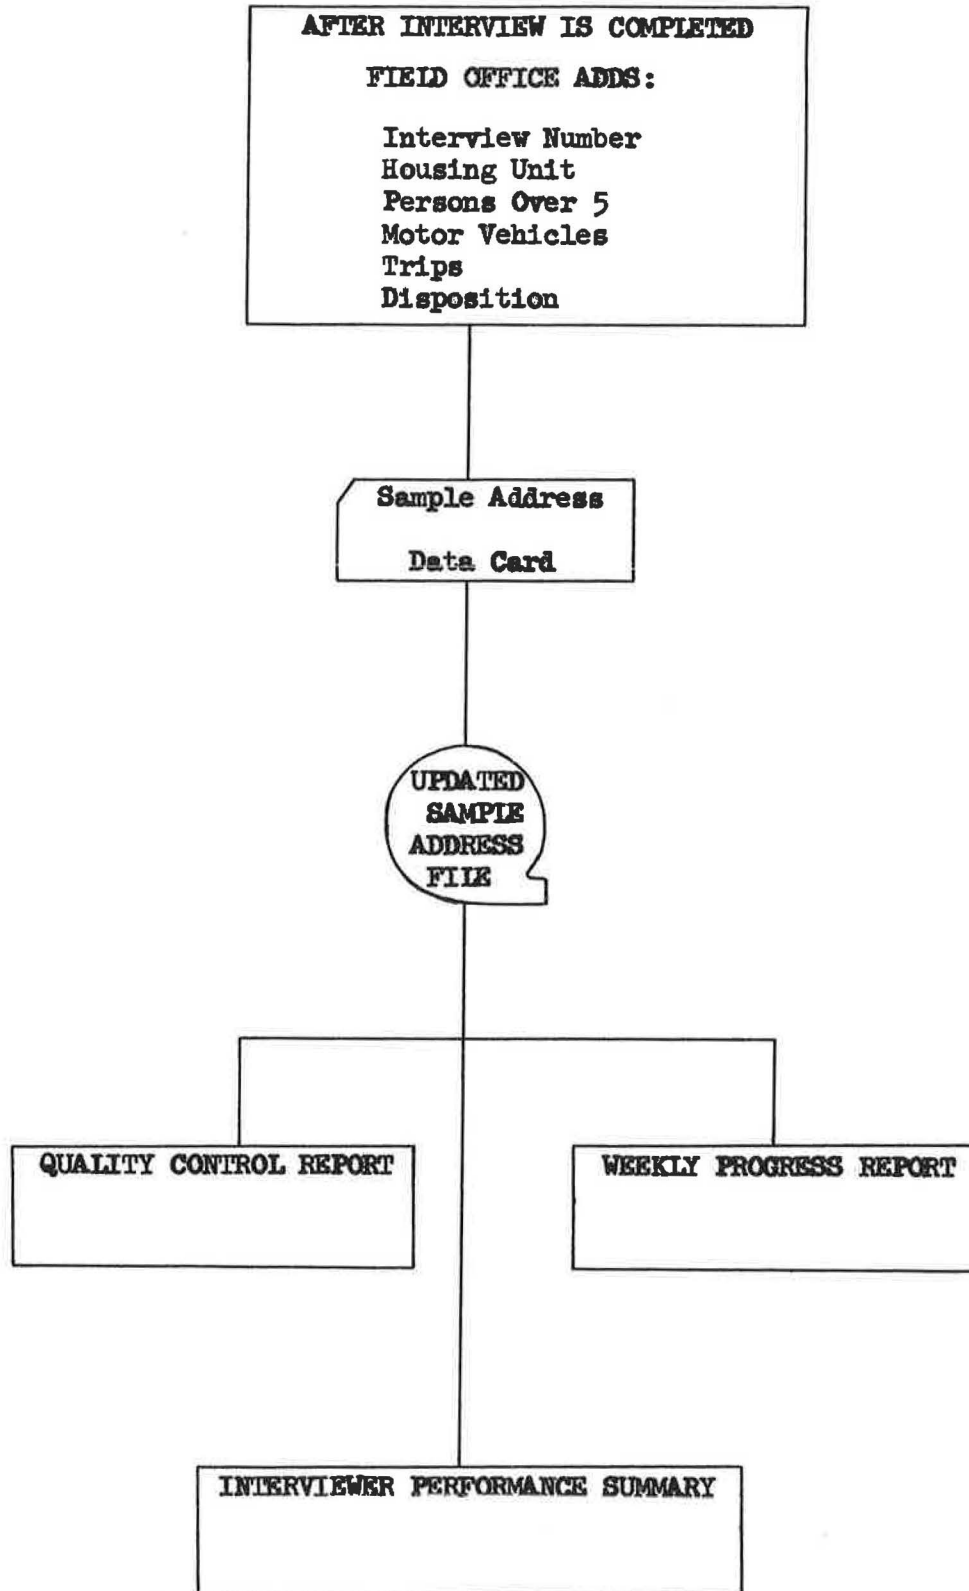 AFTER INTERVIEW IS COMPLETED
FIELD OFFICE ADDS:
Interview Number
Housing Unit
Persons Over 5
Motor Vehicles
Trips
Disposition
Sample Address
Data Card
UPDATED
SAMPLE
ADDRESS
FILE
QUALITY CONTROL REPORT
WEEKLY PROGRESS REPORT
INTERVIEWER PERFORMANCE SUMMARY